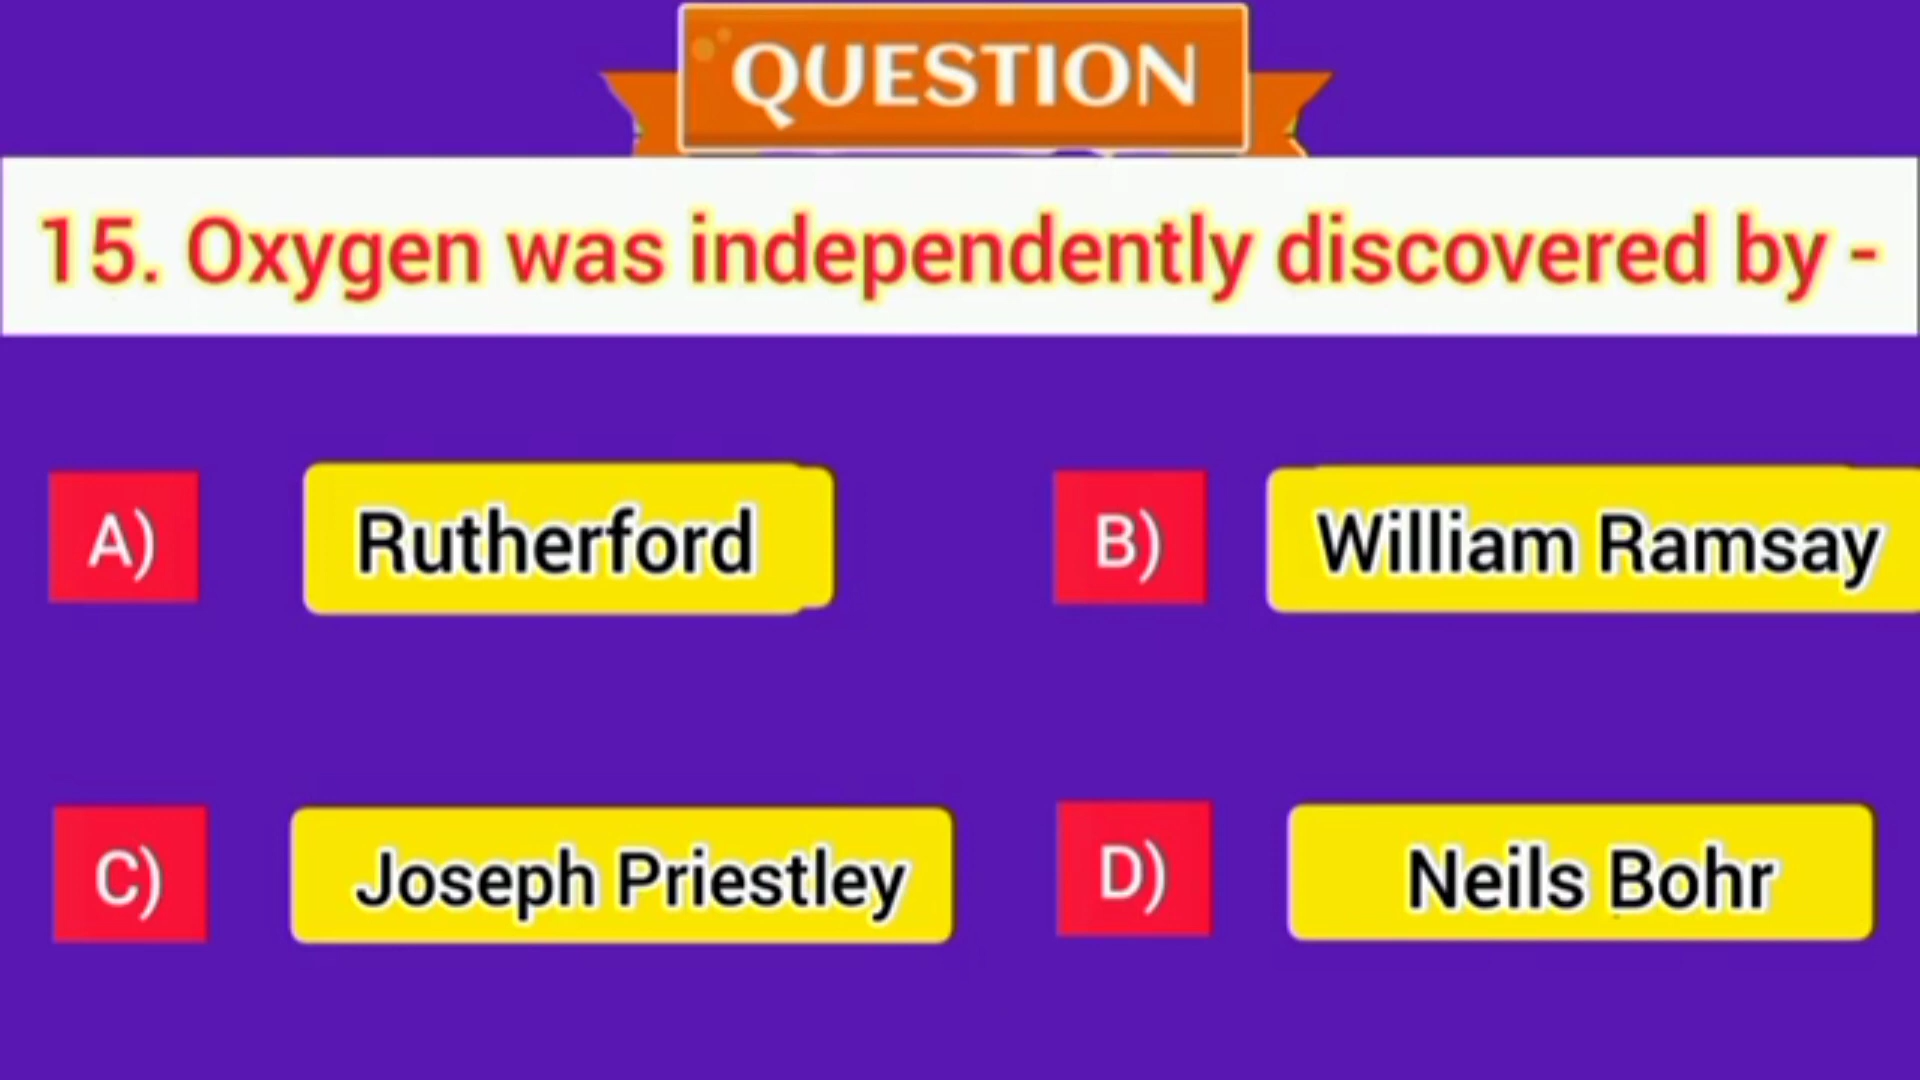 QUESTION
15. Oxygen was independently discovered by -
A) Rutherford
B) William Ramsay
C) Joseph Priestley
D) Neils Bohr